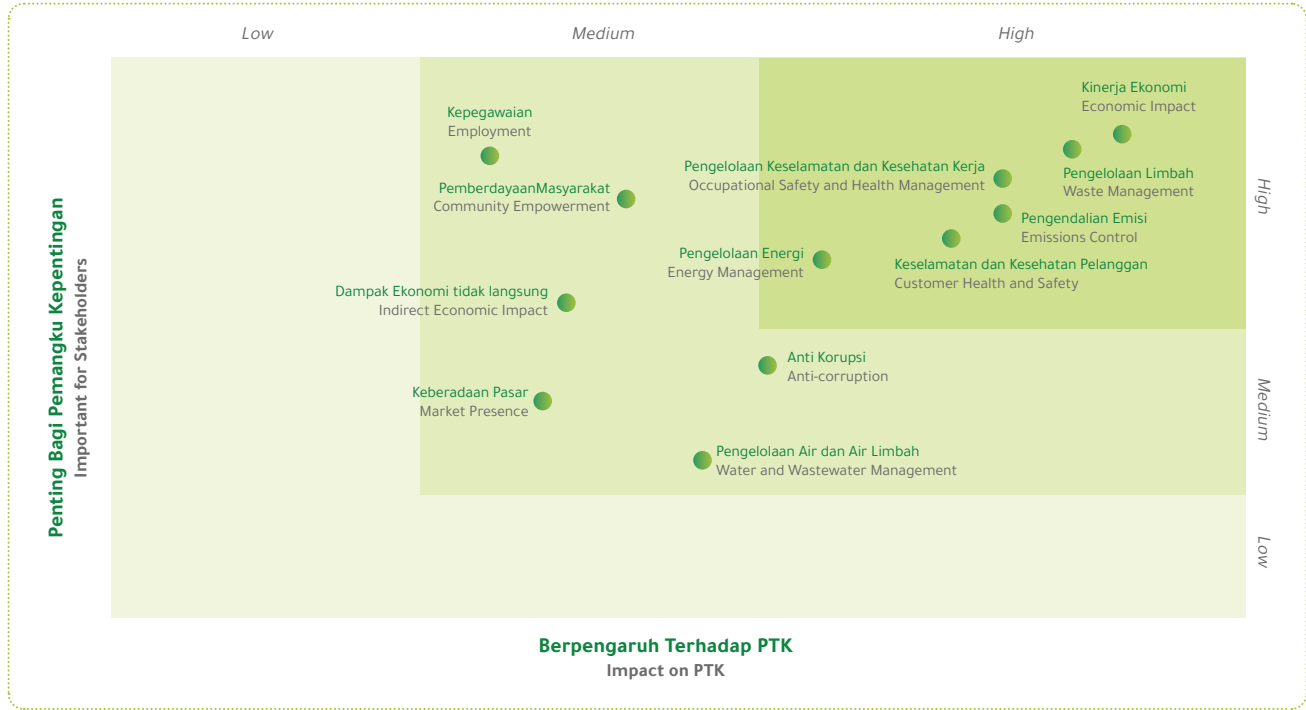 Low
Medium
High
Kinerja Ekonomi
Economic Impact
Kepegawaian
Employment
Pengelolaan Keselamatan dan Kesehatan Kerja
Occupational Safety and Health Management
Pengelolaan Limbah
Waste Management
PemberdayaanMasyarakat
Community Empowerment
Pengendalian Emisi
Emissions Control
Pengelolaan Energi
Energy Management
Keselamatan dan Kesehatan Pelanggan
Customer Health and Safety
Dampak Ekonomi tidak langsung
Indirect Economic Impact
Anti Korupsi
Anti-corruption
Keberadaan Pasar
Market Presence
Pengelolaan Air dan Air Limbah
Water and Wastewater Management
High
Medium
Low
Penting Bagi Pemangku Kepentingan
Important for Stakeholders
Berpengaruh Terhadap PTK
Impact on PTK